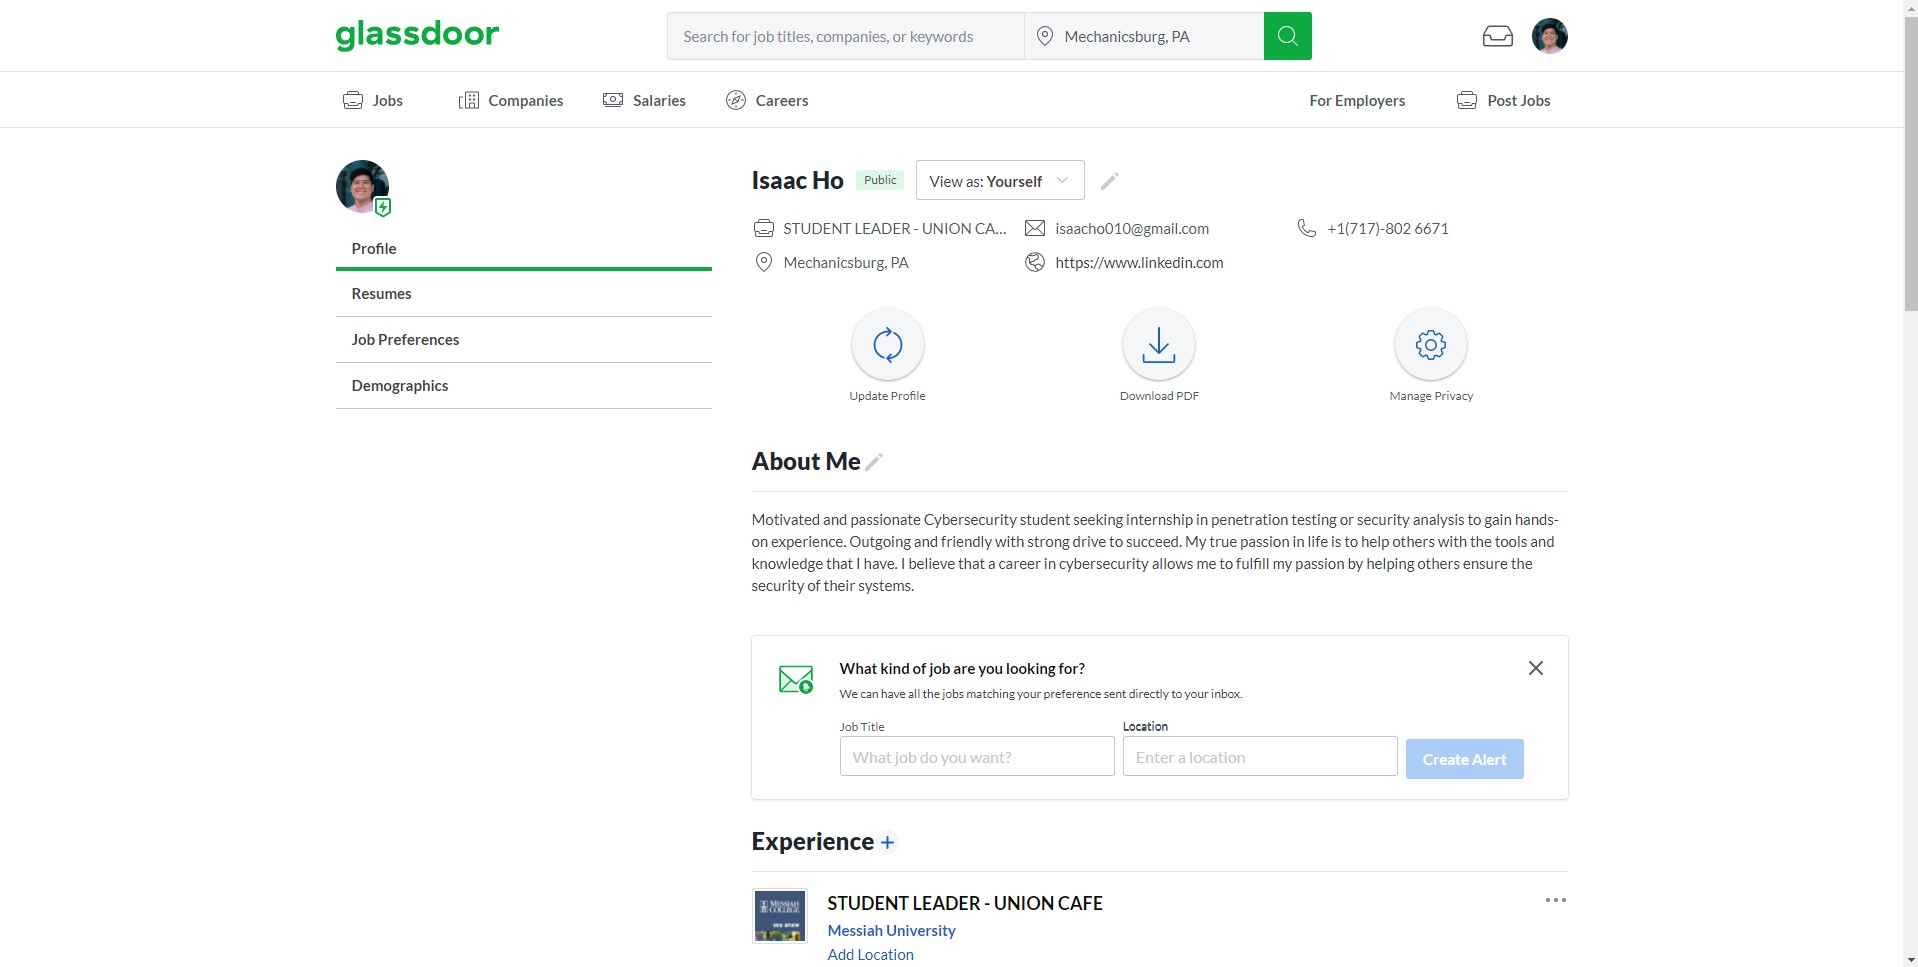 glassdoor
Search for job titles, companies, or keywords
Mechanicsburg, PA
Jobs
Companies
Salaries
Careers
For Employers
Post Jobs
Isaac Ho
Public
View as: Yourself
STUDENT LEADER - UNION CA...
isaacho010@gmail.com
+1(717)-802 6671
Mechanicsburg, PA
https://www.linkedin.com
Profile
Resumes
Job Preferences
Demographics
Update Profile
Download PDF
Manage Privacy
About Me
Motivated and passionate Cybersecurity student seeking internship in penetration testing or security analysis to gain hands-
on experience. Outgoing and friendly with strong drive to succeed. My true passion in life is to help others with the tools and
knowledge that I have. I believe that a career in cybersecurity allows me to fulfill my passion by helping others ensure the
security of their systems.
What kind of job are you looking for?
We can have all the jobs matching your preference sent directly to your inbox.
Job Title
Location
What job do you want?
Enter a location
Create Alert
Experience
MESSIAH
COLLEGE
see anew
STUDENT LEADER - UNION CAFE
Messiah University
Add Location